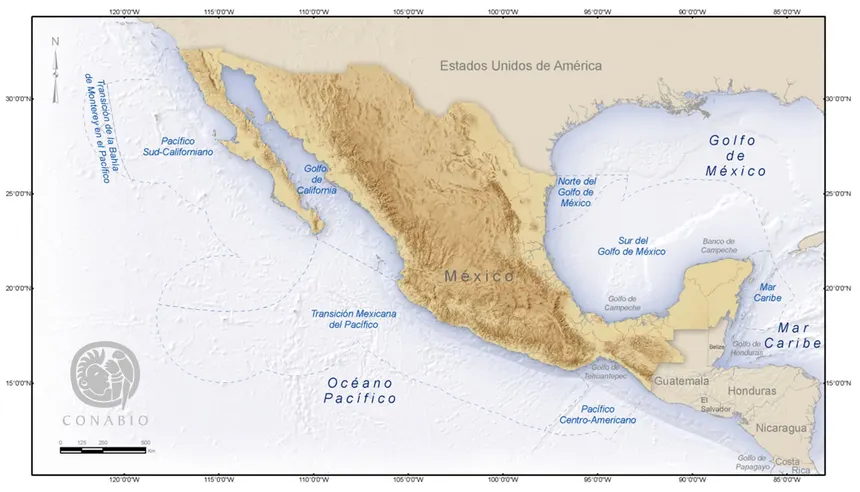 120°0'0"W 115°0'0"W 110°0'0"W 105°0'0"W 100°0'0"W 95°0'0"W 90°0'0"W 85°0'0"W
N
Estados Unidos de América
30°0'0"N
30°0'0"N
Transición de la Bahía
de Monterey en el Pacífico
Pacífico
Sud-Californiano
Golfo
de
México
Golfo
de
California
Norte del
Golfo de
México
25°0'0"N
25°0'0"N
Sur del
Golfo de México
Banco de
Campeche
México
Mar
Caribe
20°0'0"N
20°0'0"N
Golfo de
Campeche
Transición Mexicana
del Pacífico
Mar
Caribe
Belize
Golfo de
Honduras
Golfo de
Tehuantepec
15°0'0"N
15°0'0"N
Océano
Pacífico
Guatemala
Honduras
El
Salvador
Pacífico
Centro-Americano
CONABIO
Nicaragua
0 125 250 500
Km
Golfo de
Papagayo
Costa
Rica
120°0'0"W 115°0'0"W 110°0'0"W 105°0'0"W 100°0'0"W 95°0'0"W 90°0'0"W 85°0'0"W